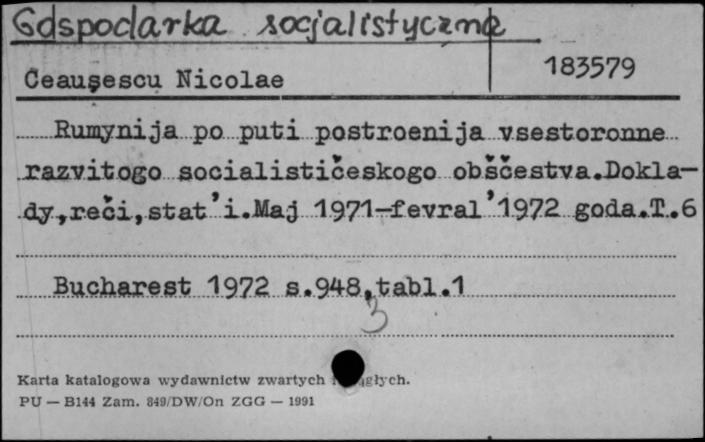 Gospodarka socjalistyczna
Ceauşescu Nicolae
183579
Rumynija po puti postroenija vsestoronne
razvitogo socialističeskogo obščestva.Dokla-
dy,reči,stat'i.Maj 1971-fevral'1972 goda.T.6
Bucharest 1972 s.948,tabl.1
3
Karta katalogowa wydawnictw zwartych
PU — B144 Zam. 849/DW/On ZGG — 1991